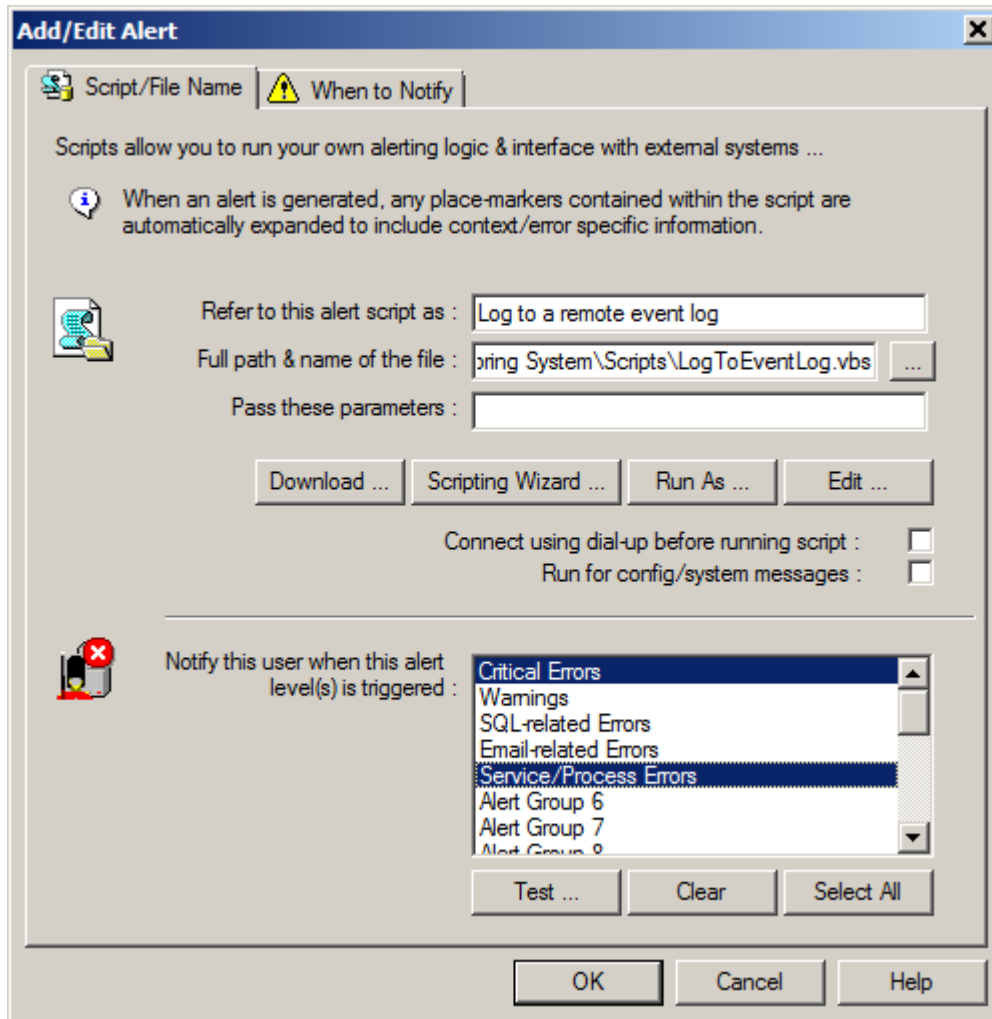 Add/Edit Alert
Script/File Name
When to Notify
Scripts allow you to run your own alerting logic & interface with external systems ...
When an alert is generated, any place-markers contained within the script are
automatically expanded to include context/error specific information.
Refer to this alert script as : Log to a remote event log
Full path & name of the file : oring System\Scripts\LogToEventLog.vbs ...
Pass these parameters :
Download ... Scripting Wizard ... Run As ... Edit ...
Connect using dial-up before running script :
Run for config/system messages :
Notify this user when this alert
level(s) is triggered :
Critical Errors
Warnings
SQL-related Errors
Email-related Errors
Service/Process Errors
Alert Group 6
Alert Group 7
Alert Group 8
Test ... Clear Select All
OK Cancel Help